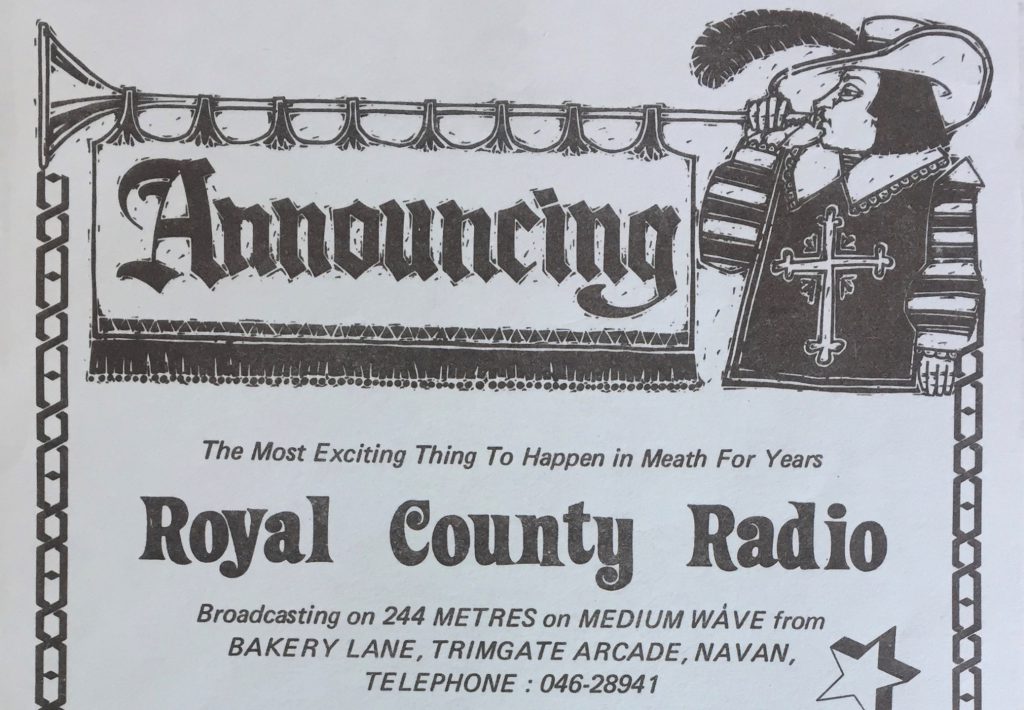 Announcing
The Most Exciting Thing To Happen in Meath For Years
Royal County Radio
Broadcasting on 244 METRES on MEDIUM WAVE from
BAKERY LANE, TRIMGATE ARCADE, NAVAN,
TELEPHONE : 046-28941